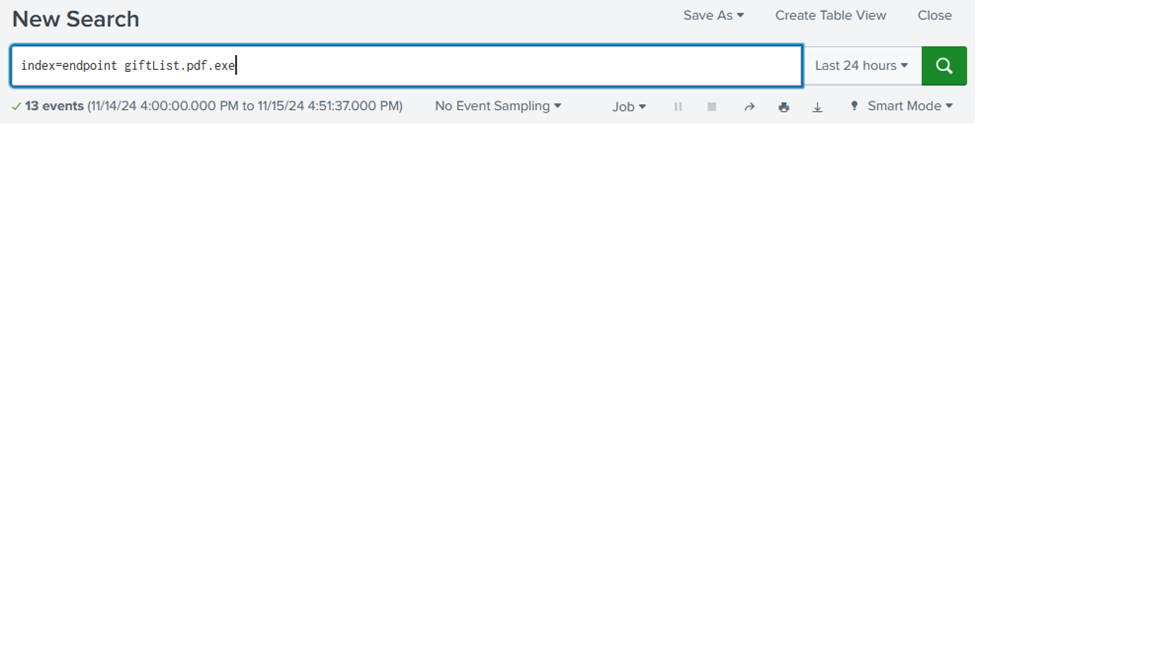 New Search
Save As Create Table View Close
index=endpoint giftList.pdf.exe
Last 24 hours
13 events (11/14/24 4:00:00.000 PM to 11/15/24 4:51:37.000 PM) No Event Sampling Job Smart Mode